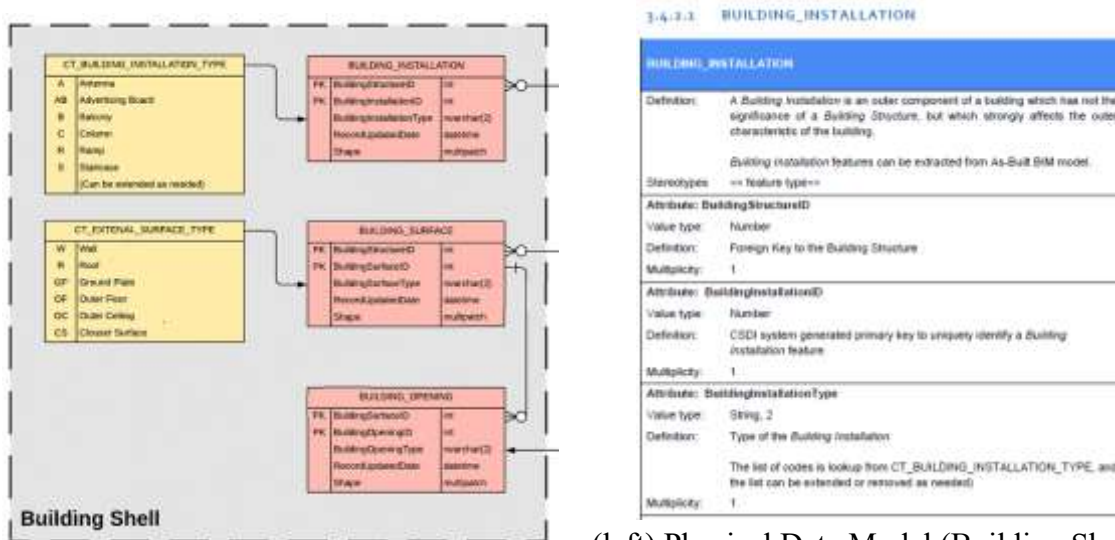 CT_BUILDING_INSTALLATION_TYPE
A Antenna
AB Advertising Board
B Balcony
C Column
R Ramp
S Staircase
(Can be extended as needed)
BUILDING_INSTALLATION
PK BuildingStructureID int
PK BuildingInstallationID int
BuildingInstallationType nvarchar(2)
RecordUpdatedDate datetime
Shape multipatch
CT_EXTENAL_SURFACE_TYPE
W Wall
R Roof
GP Ground Plate
OF Outer Floor
OC Outer Ceiling
CS Closuer Surface
BUILDING_SURFACE
PK BuildingStructureID int
PK BuildingSurfaceID int
BuildingSurfaceType nvarchar(2)
RecordUpdatedDate datetime
Shape multipatch
BUILDING_OPENING
PK BuildingSurfaceID int
PK BuildingOpeningID int
BuildingOpeningType nvarchar(2)
RecordUpdatedDate datetime
Shape multipatch
Building Shell
3.4.2.1 BUILDING_INSTALLATION
BUILDING_INSTALLATION
Definition: A Building Installation is an outer component of a building which has not the
significance of a Building Structure, but which strongly affects the outer
characteristic of the building.
Building Installation features can be extracted from As-Built BIM model.
Stereotypes: << feature type>>
Attribute: BuildingStructureID
Value type: Number
Definition: Foreign Key to the Building Structure
Multiplicity: 1
Attribute: BuildingInstallationID
Value type: Number
Definition: CSDI system generated primary key to uniquely identify a Building
Installation feature
Multiplicity: 1
Attribute: BuildingInstallationType
Value type: String, 2
Definition: Type of the Building Installation
The list of codes is lookup from CT_BUILDING_INSTALLATION_TYPE, and
the list can be extended or removed as needed)
Multiplicity: 1